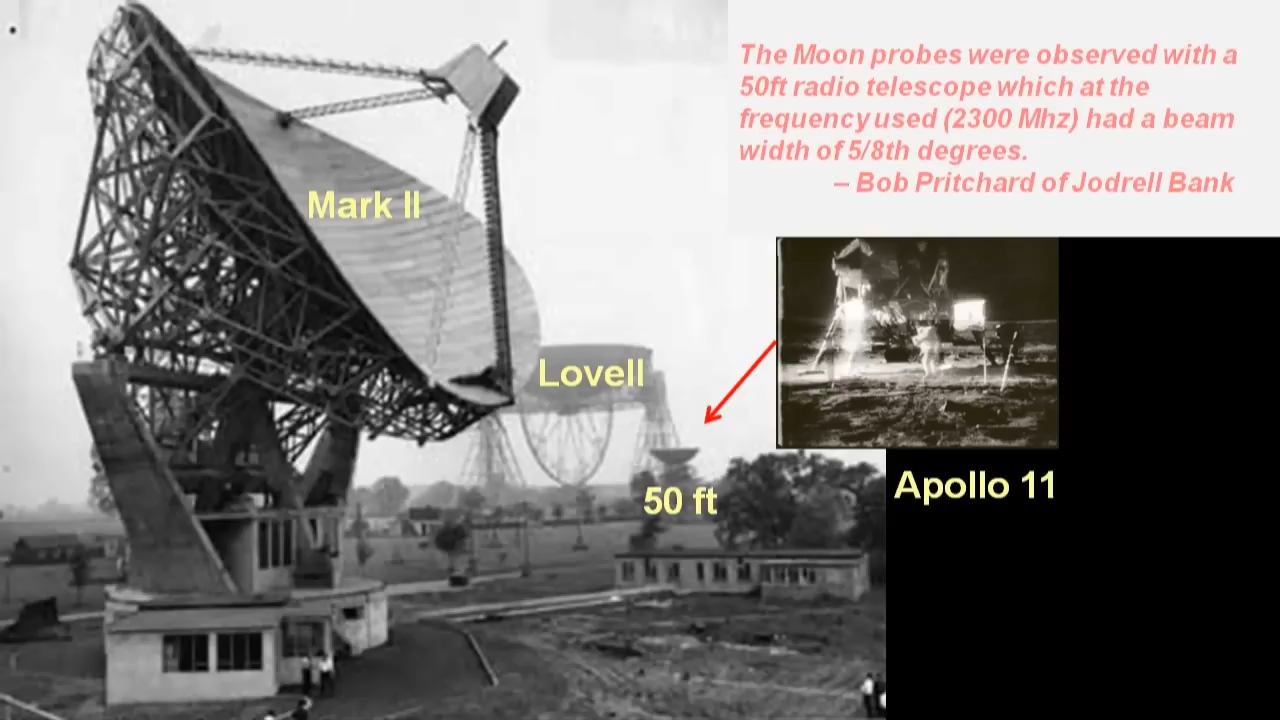 The Moon probes were observed with a
50ft radio telescope which at the
frequency used (2300 Mhz) had a beam
width of 5/8th degrees.
– Bob Pritchard of Jodrell Bank
Mark II
Lovell
50 ft
Apollo 11